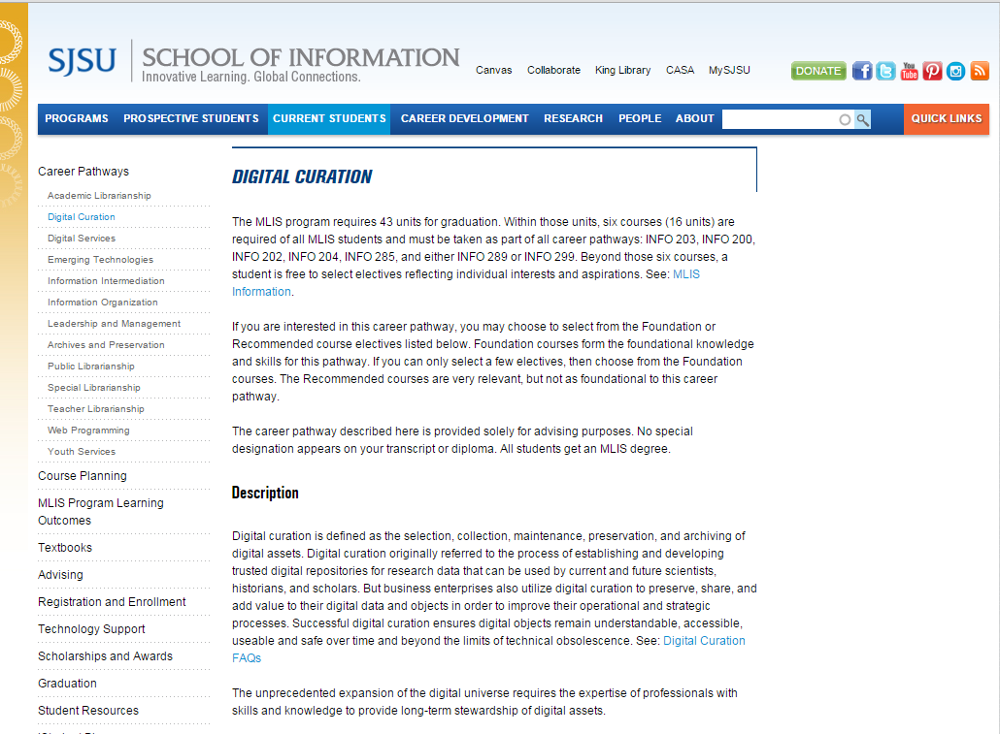 SJSU
SCHOOL OF INFORMATION
Innovative Learning. Global Connections.
Canvas Collaborate King Library CASA MySJSU
DONATE
You
Tube
PROGRAMS PROSPECTIVE STUDENTS CURRENT STUDENTS CAREER DEVELOPMENT RESEARCH PEOPLE ABOUT QUICK LINKS
Career Pathways
Academic Librarianship
Digital Curation
Digital Services
Emerging Technologies
Information Intermediation
Information Organization
Leadership and Management
Archives and Preservation
Public Librarianship
Special Librarianship
Teacher Librarianship
Web Programming
Youth Services
Course Planning
MLIS Program Learning
Outcomes
Textbooks
Advising
Registration and Enrollment
Technology Support
Scholarships and Awards
Graduation
Student Resources
DIGITAL CURATION
The MLIS program requires 43 units for graduation. Within those units, six courses (16 units) are
required of all MLIS students and must be taken as part of all career pathways: INFO 203, INFO 200,
INFO 202, INFO 204, INFO 285, and either INFO 289 or INFO 299. Beyond those six courses, a
student is free to select electives reflecting individual interests and aspirations. See: MLIS
Information.
If you are interested in this career pathway, you may choose to select from the Foundation or
Recommended course electives listed below. Foundation courses form the foundational knowledge
and skills for this pathway. If you can only select a few electives, then choose from the Foundation
courses. The Recommended courses are very relevant, but not as foundational to this career
pathway.
The career pathway described here is provided solely for advising purposes. No special
designation appears on your transcript or diploma. All students get an MLIS degree.
Description
Digital curation is defined as the selection, collection, maintenance, preservation, and archiving of
digital assets. Digital curation originally referred to the process of establishing and developing
trusted digital repositories for research data that can be used by current and future scientists,
historians, and scholars. But business enterprises also utilize digital curation to preserve, share, and
add value to their digital data and objects in order to improve their operational and strategic
processes. Successful digital curation ensures digital objects remain understandable, accessible,
useable and safe over time and beyond the limits of technical obsolescence. See: Digital Curation
FAQs
The unprecedented expansion of the digital universe requires the expertise of professionals with
skills and knowledge to provide long-term stewardship of digital assets.